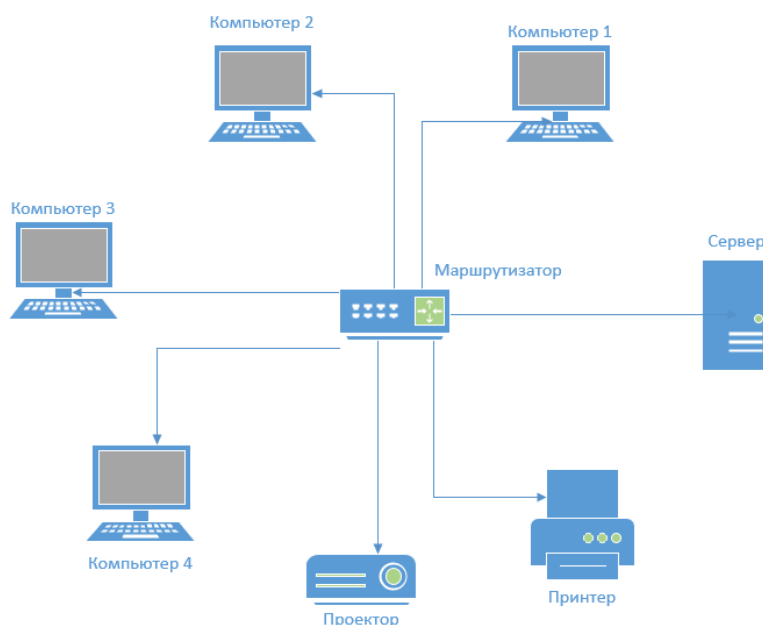 Компьютер 2
Компьютер 1
Компьютер 3
Сервер
Маршрутизатор
Компьютер 4
Принтер
Проектор